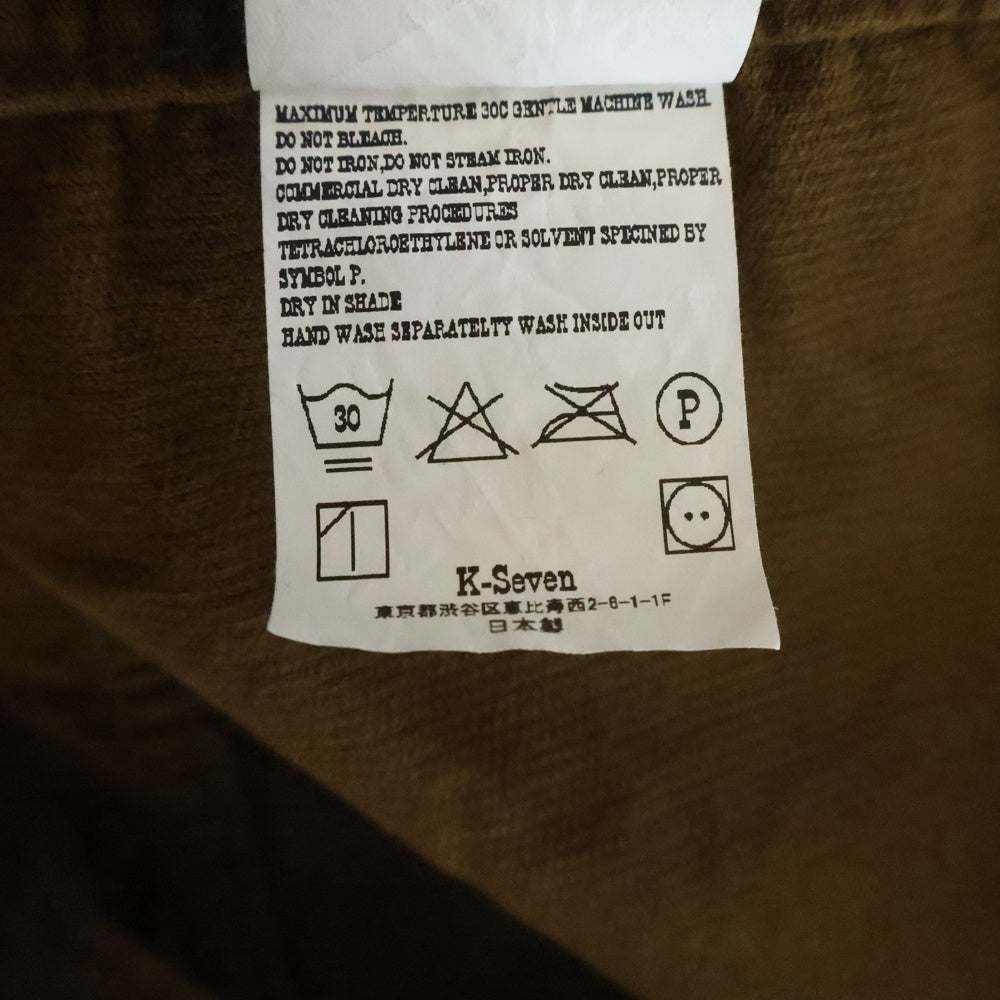 MAXIMUM TEMPERTURE 30C GENTLE MACHINE WASH.
DO NOT BLEACH.
DO NOT IRON,DO NOT STEAM IRON.
COMMERCIAL DRY CLEAN,PROPER DRY CLEAN,PROPER
DRY CLEANING PROCEDURES
TETRACHLOROETHYLENE OR SOLVENT SPECINED BY
SYMBOL P.
DRY IN SHADE
HAND WASH SEPARATELTY WASH INSIDE OUT
30
P
K-Seven
東京都渋谷区恵比寿西2-6-1-1F
日本製